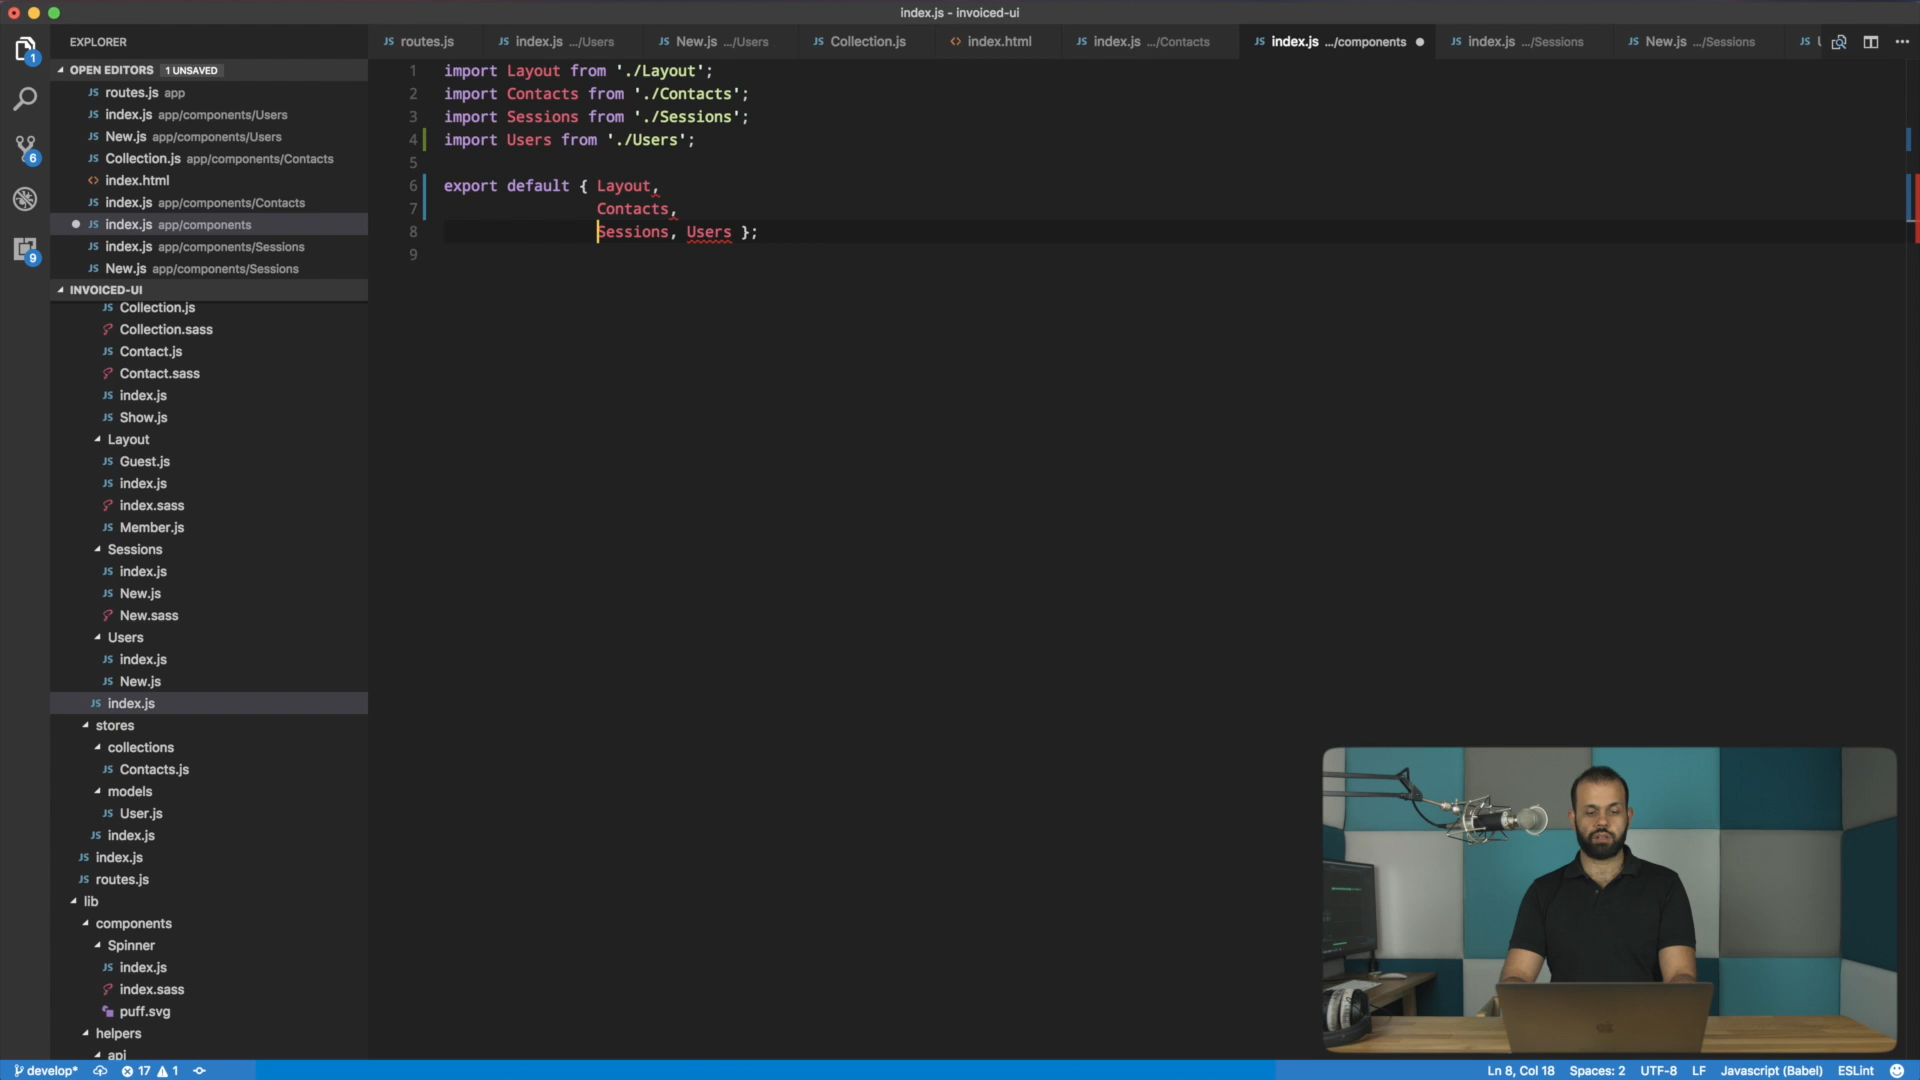 index.js - invoiced-ui
EXPLORER
routes.js
index.js .../Users
New.js .../Users
Collection.js
index.html
index.js .../Contacts
index.js .../components
index.js .../Sessions
New.js .../Sessions
OPEN EDITORS 1 UNSAVED
routes.js app
index.js app/components/Users
New.js app/components/Users
Collection.js app/components/Contacts
index.html
index.js app/components/Contacts
index.js app/components
index.js app/components/Sessions
New.js app/components/Sessions
INVOICED-UI
Collection.js
Collection.sass
Contact.js
Contact.sass
index.js
Show.js
Layout
Guest.js
index.js
index.sass
Member.js
Sessions
index.js
New.js
New.sass
Users
index.js
New.js
index.js
stores
collections
Contacts.js
models
User.js
index.js
index.js
routes.js
lib
components
Spinner
index.js
index.sass
puff.svg
helpers
api
1 import Layout from './Layout';
2 import Contacts from './Contacts';
3 import Sessions from './Sessions';
4 import Users from './Users';
5
6 export default { Layout,
7 Contacts,
8 Sessions, Users };
9
1
6
9
develop* 17 1
Ln 8, Col 18 Spaces: 2 UTF-8 LF Javascript (Babel) ESLint